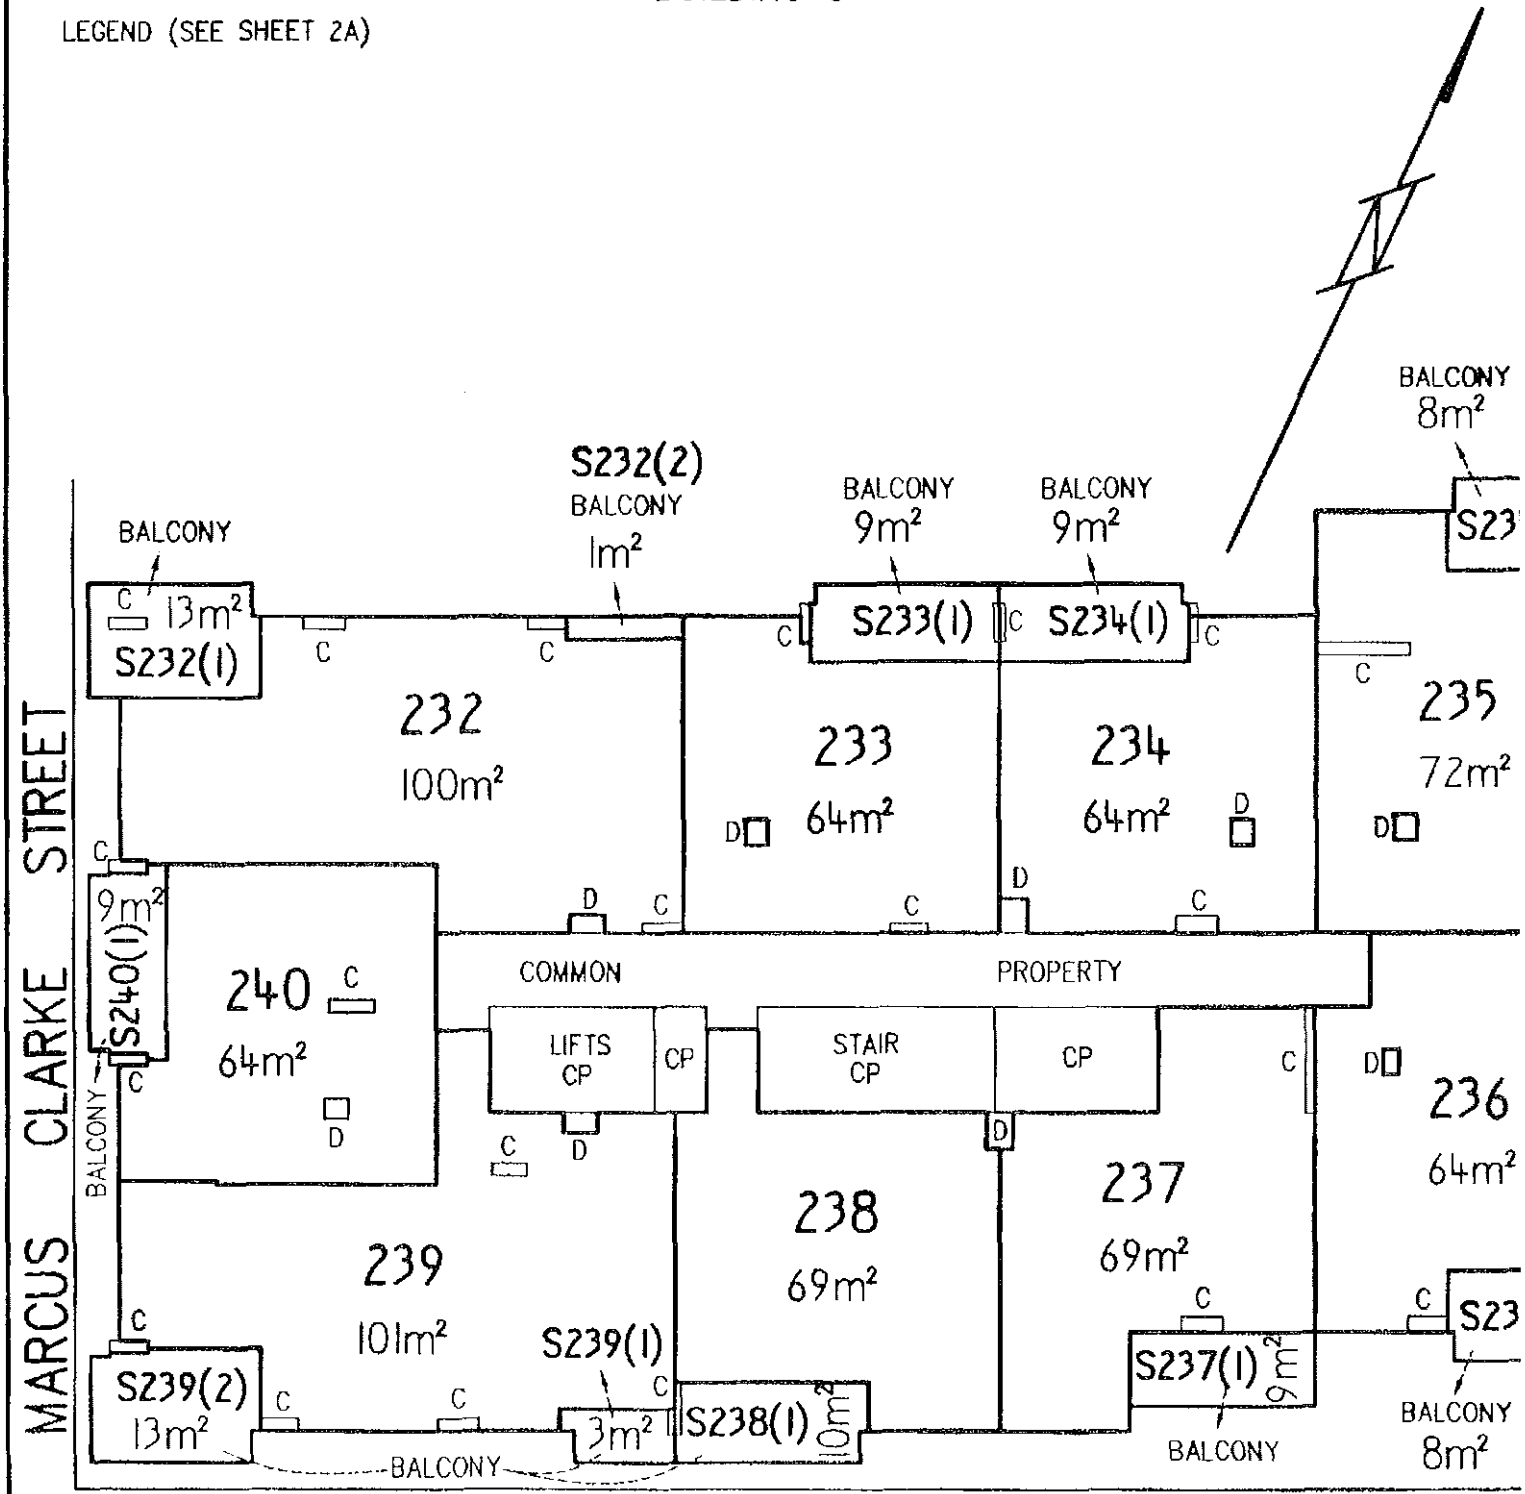 LEGEND (SEE SHEET 2A)
BALCONY
8m²
S232(2)
BALCONY
1m²
BALCONY
9m²
BALCONY
9m²
BALCONY
C
13m²
S232(1)
C
C
C
S233(1)
C
S234(1)
C
S23
C
232
100m²
233
64m²
D
234
64m²
D
235
72m²
D
D
C
C
D
C
C
9m²
S240(1)
C
BALCONY
240
64m²
C
D
COMMON PROPERTY
LIFTS
CP
CP
STAIR
CP
CP
C
D
236
64m²
D
C
D
239
101m²
238
69m²
237
69m²
C
S239(2)
13m²
C
C
S239(1)
3m²
C
S238(1)
10m²
BALCONY
C
S237(1)
9m²
BALCONY
C
S23
BALCONY
8m²
MARCUS CLARKE STREET